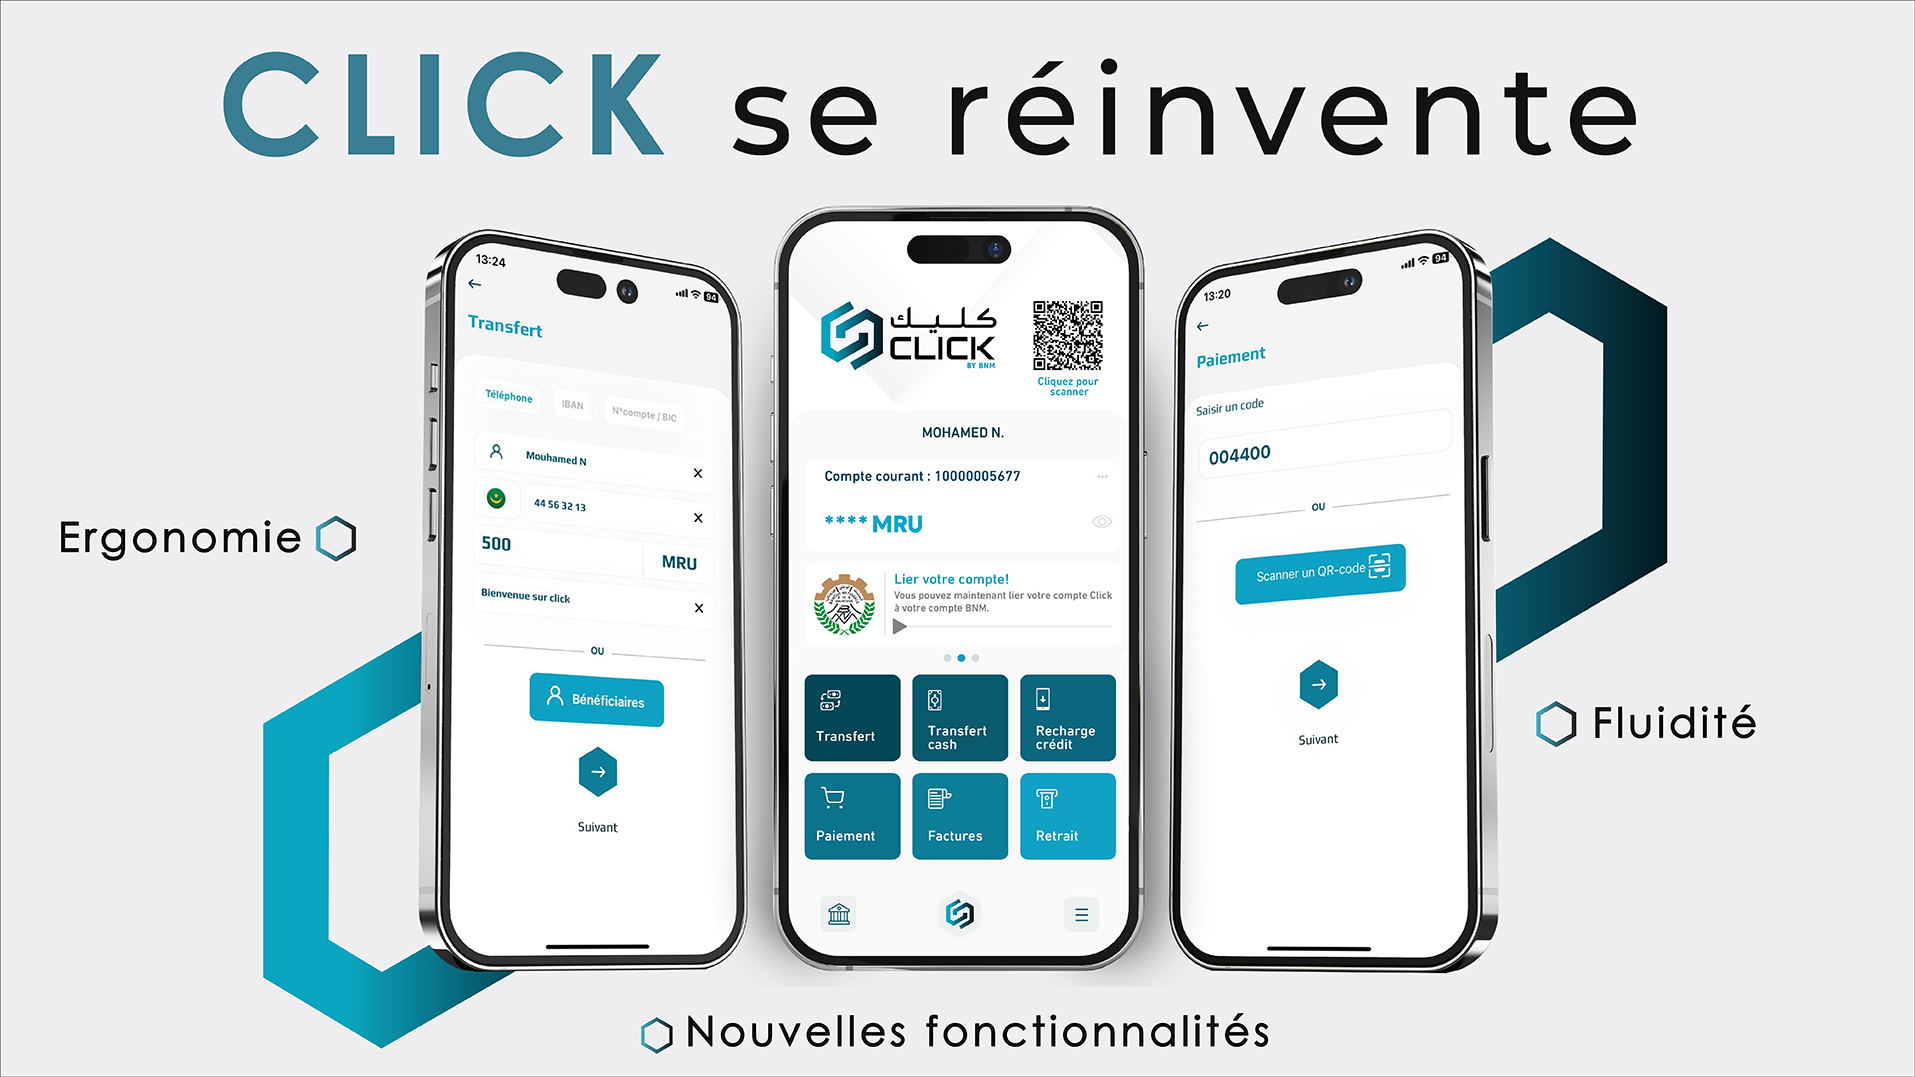 CLICK se réinvente
13:24
94
Transfert
Téléphone
IBAN
N°compte / BIC
Mouhamed N
44 56 32 13
500
MRU
Bienvenue sur click
OU
Bénéficiaires
Suivant
كليك
CLICK
BY BNM
Cliquez pour
scanner
MOHAMED N.
Compte courant : 10000005677
**** MRU
Lier votre compte!
Vous pouvez maintenant lier votre compte Click
à votre compte BNM.
Transfert
Transfert
cash
Recharge
crédit
Paiement
Factures
Retrait
13:20
94
Paiement
Saisir un code
004400
OU
Scanner un QR-code
Suivant
Ergonomie
Fluidité
Nouvelles fonctionnalités